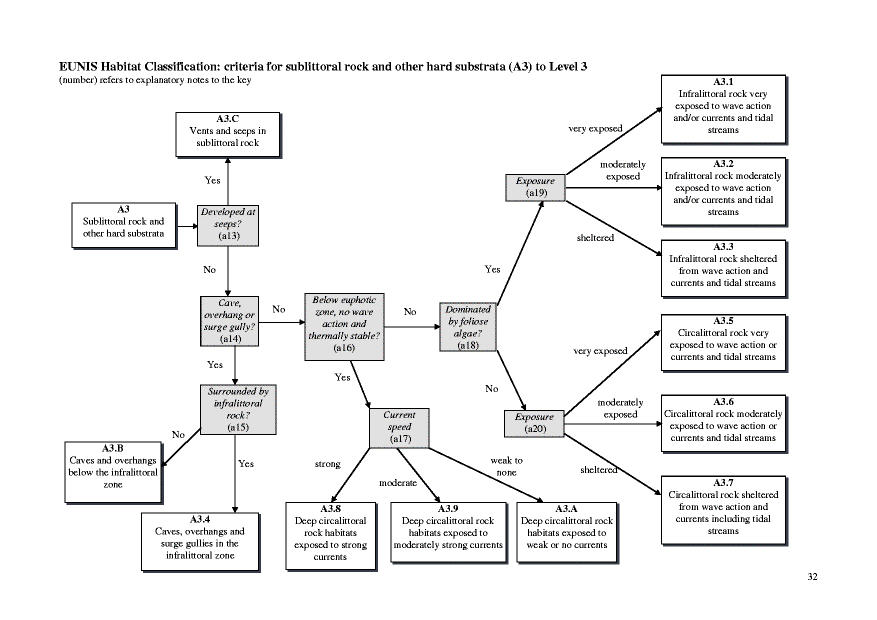 EUNIS Habitat Classification: criteria for sublittoral rock and other hard substrata (A3) to Level 3
(number) refers to explanatory notes to the key
A3.C
Vents and seeps in
sublittoral rock
Yes
A3
Sublittoral rock and
other hard substrata
Developed at
seeps?
(a13)
No
Cave,
overhang or
surge gully?
(a14)
No
Yes
Surrounded by
infralittoral
rock?
(a15)
No
Yes
A3.B
Caves and overhangs
below the infralittoral
zone
A3.4
Caves, overhangs and
surge gullies in the
infralittoral zone
Below euphotic
zone, no wave
action and
thermally stable?
(a16)
No
Yes
Current
speed
(a17)
strong
moderate
weak to
none
A3.8
Deep circalittoral
rock habitats
exposed to strong
currents
A3.9
Deep circalittoral rock
habitats exposed to
moderately strong currents
A3.A
Deep circalittoral rock
habitats exposed to
weak or no currents
Dominated
by foliose
algae?
(a18)
Yes
No
Exposure
(a19)
very exposed
moderately
exposed
sheltered
A3.1
Infralittoral rock very
exposed to wave action
and/or currents and tidal
streams
A3.2
Infralittoral rock moderately
exposed to wave action
and/or currents and tidal
streams
A3.3
Infralittoral rock sheltered
from wave action and
currents and tidal streams
Exposure
(a20)
very exposed
moderately
exposed
sheltered
A3.5
Circalittoral rock very
exposed to wave action or
currents and tidal streams
A3.6
Circalittoral rock moderately
exposed to wave action or
currents and tidal streams
A3.7
Circalittoral rock sheltered
from wave action and
currents including tidal
streams
32